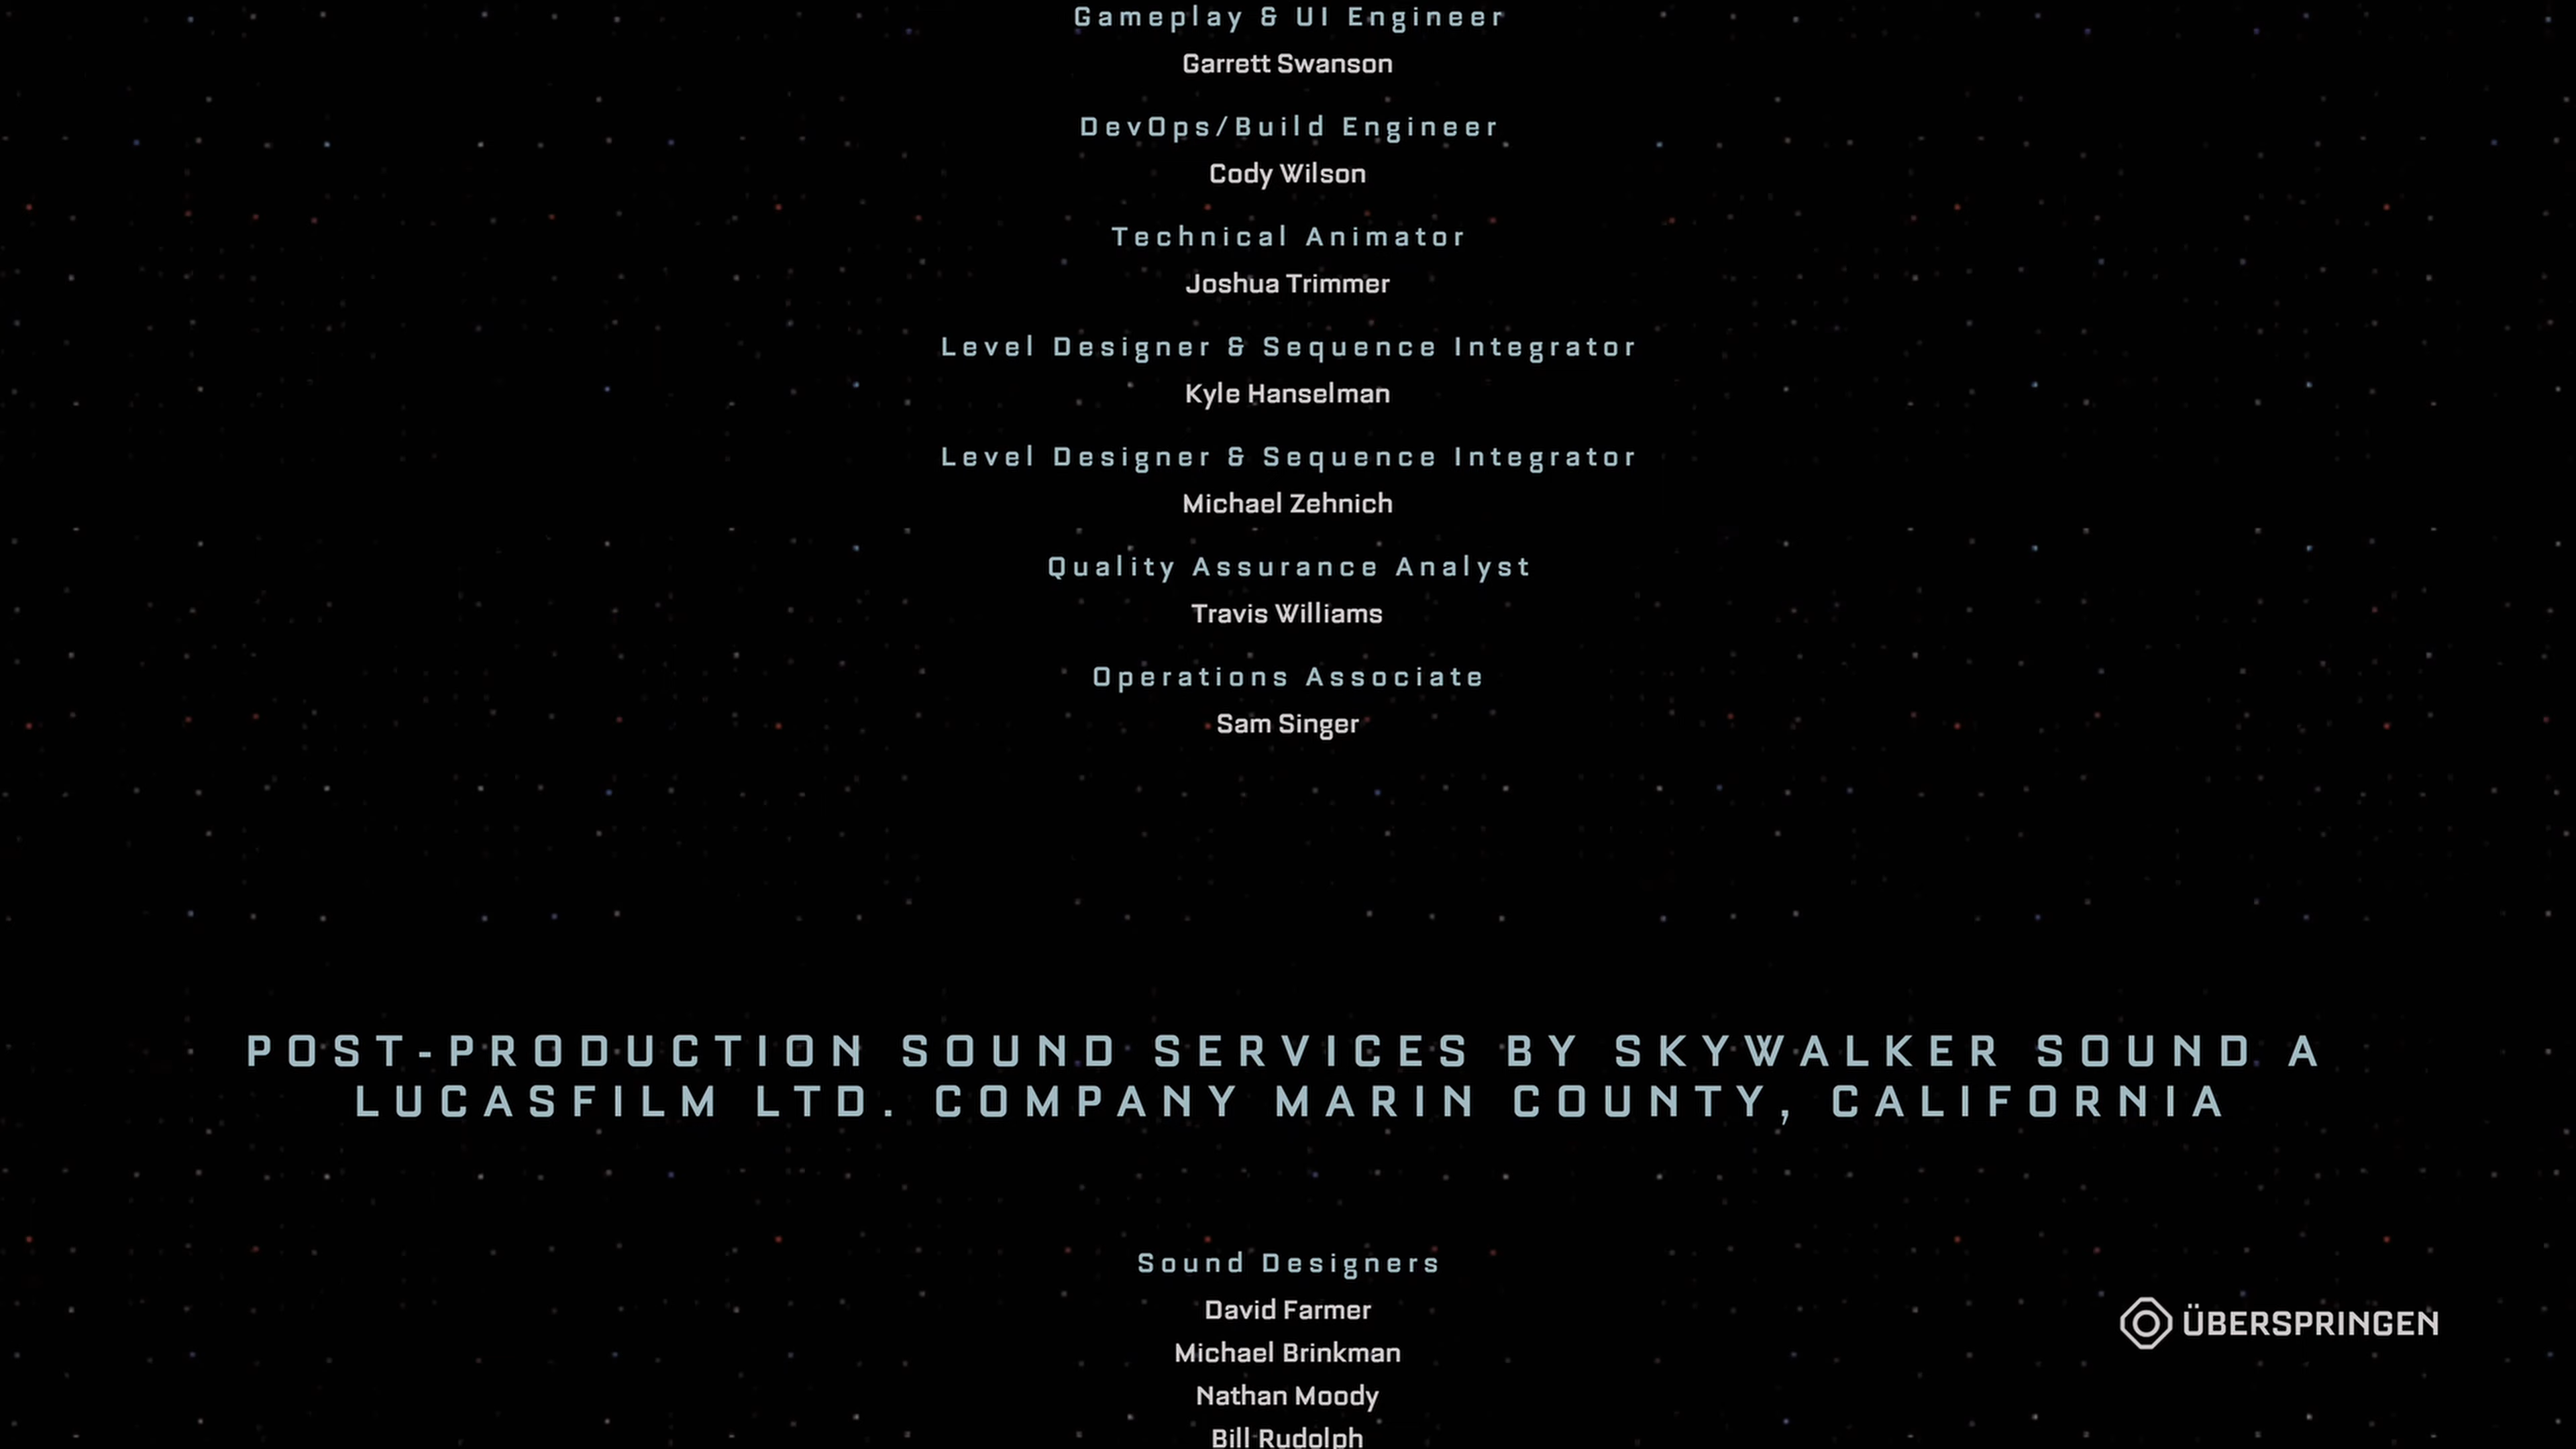 Gameplay & UI Engineer
Garrett Swanson
DevOps/Build Engineer
Cody Wilson
Technical Animator
Joshua Trimmer
Level Designer & Sequence Integrator
Kyle Hanselman
Level Designer & Sequence Integrator
Michael Zehnich
Quality Assurance Analyst
Travis Williams
Operations Associate
Sam Singer
POST-PRODUCTION SOUND SERVICES BY SKYWALKER SOUND A
LUCASFILM LTD. COMPANY MARIN COUNTY, CALIFORNIA
Sound Designers
David Farmer
ÜBERSPRINGEN
Michael Brinkman
Nathan Moody
Bill Rudolph